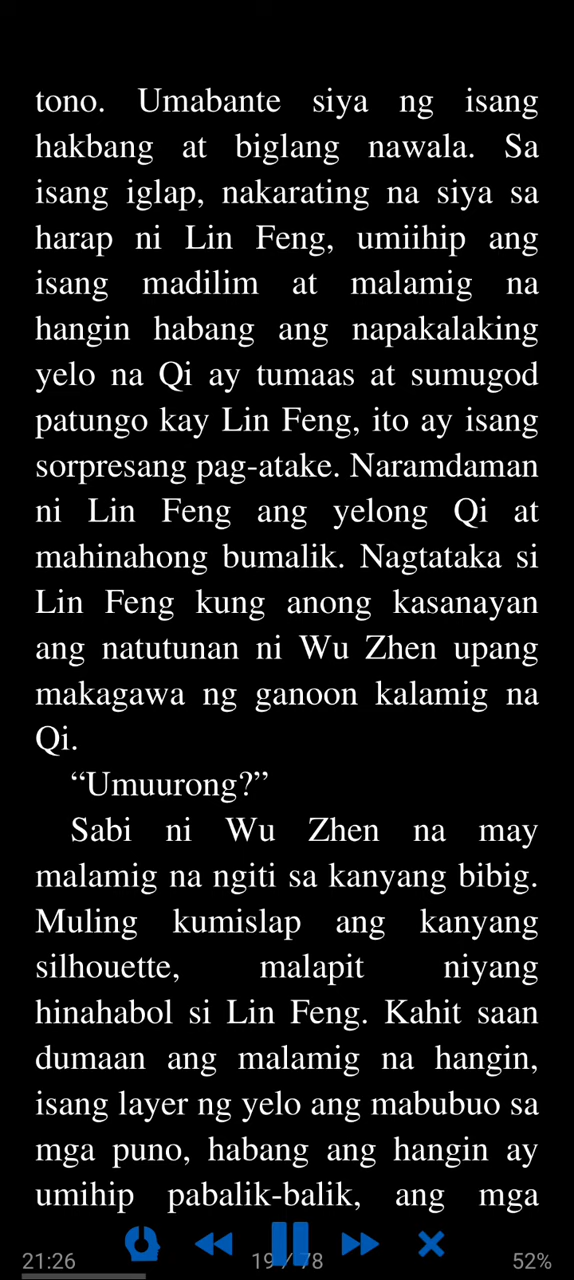 tono. Umabante siya ng isang
hakbang at biglang nawala. Sa
isang iglap, nakarating na siya sa
harap ni Lin Feng, umiihip ang
isang madilim at malamig na
hangin habang ang napakalaking
yelo na Qi ay tumaas at sumugod
patungo kay Lin Feng, ito ay isang
sorpresang pag-atake. Naramdaman
ni Lin Feng ang yelong Qi at
mahinahong bumalik. Nagtataka si
Lin Feng kung anong kasanayan
ang natutunan ni Wu Zhen upang
makagawa ng ganoon kalamig na
Qi.
“Umuurong?”
Sabi ni Wu Zhen na may
malamig na ngiti sa kanyang bibig.
Muling kumislap ang kanyang
silhouette, malapit niyang
hinahabol si Lin Feng. Kahit saan
dumaan ang malamig na hangin,
isang layer ng yelo ang mabubuo sa
mga puno, habang ang hangin ay
umihip pabalik-balik, ang mga
21:26 19 / 78 52%